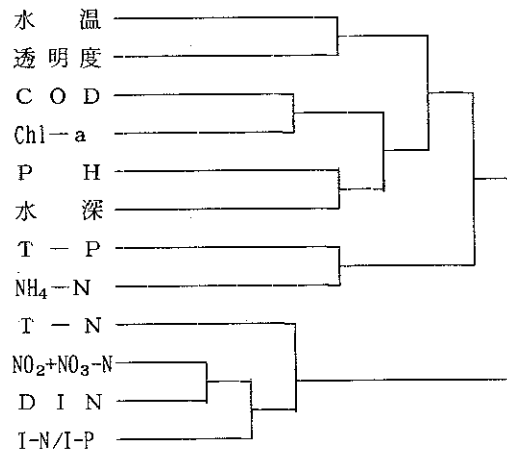 水 温
透 明 度
C O D
Chl-a
P H
水 深
T - P
NH₄-N
T - N
NO₂+NO₃-N
D I N
I-N/I-P